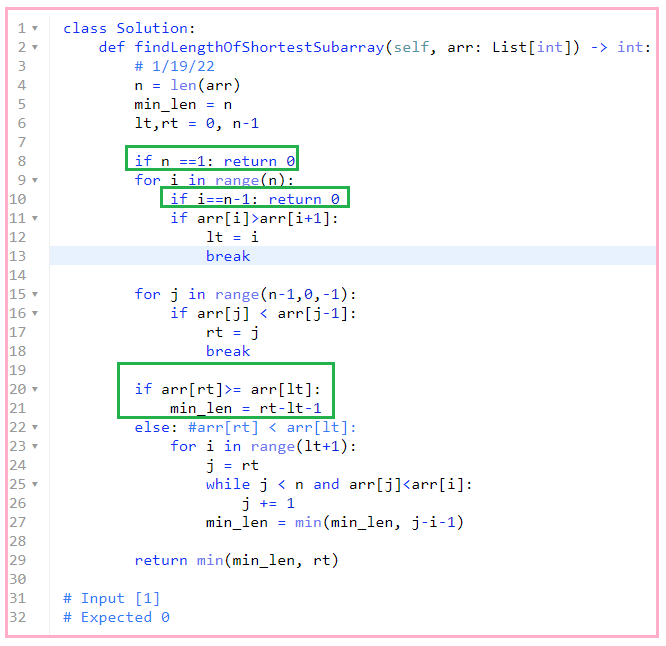 1 class Solution:
2     def findLengthOfShortestSubarray(self, arr: List[int]) -> int:
3         # 1/19/22
4         n = len(arr)
5         min_len = n
6         lt,rt = 0, n-1
7
8         if n ==1: return 0
9         for i in range(n):
10             if i==n-1: return 0
11             if arr[i]>arr[i+1]:
12                 lt = i
13                 break
14
15         for j in range(n-1,0,-1):
16             if arr[j] < arr[j-1]:
17                 rt = j
18                 break
19
20         if arr[rt]>= arr[lt]:
21             min_len = rt-lt-1
22         else: #arr[rt] < arr[lt]:
23             for i in range(lt+1):
24                 j = rt
25                 while j < n and arr[j]<arr[i]:
26                     j += 1
27                 min_len = min(min_len, j-i-1)
28
29         return min(min_len, rt)
30
31 # Input [1]
32 # Expected 0